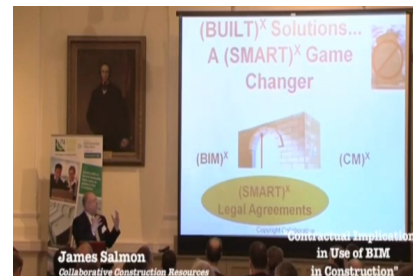 (BUILT)ˣ Solutions...
A (SMART)ˣ Game
Changer
(BIM)ˣ
(CM)ˣ
(SMART)ˣ
Legal Agreements
James Salmon
Collaborative Construction Resources
Contractual Implication
in Use of BIM
in Construction"